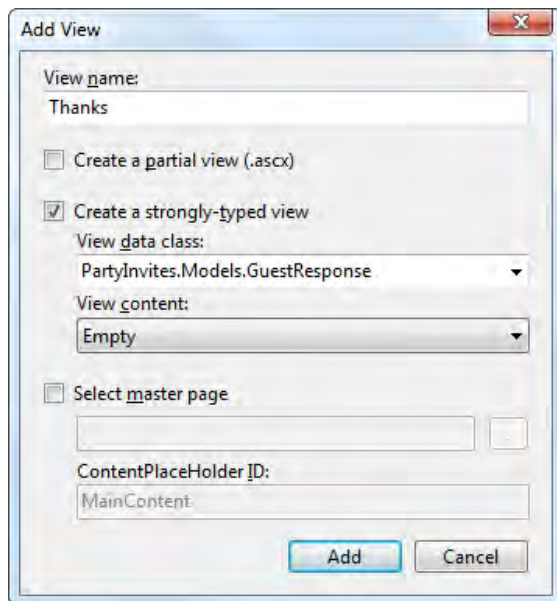 Add View
View name:
Thanks
Create a partial view (.ascx)
Create a strongly-typed view
View data class:
PartyInvites.Models.GuestResponse
View content:
Empty
Select master page
...
ContentPlaceHolder ID:
MainContent
Add Cancel